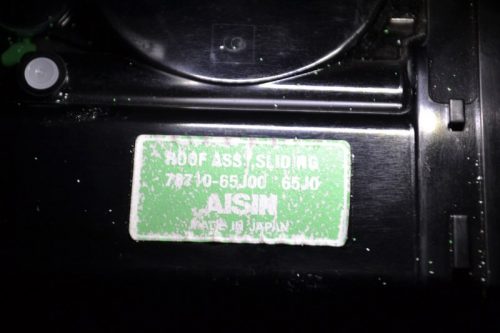 ROOF ASSY.SLIDING
78710-65J00 65J0
AISIN
MADE IN JAPAN